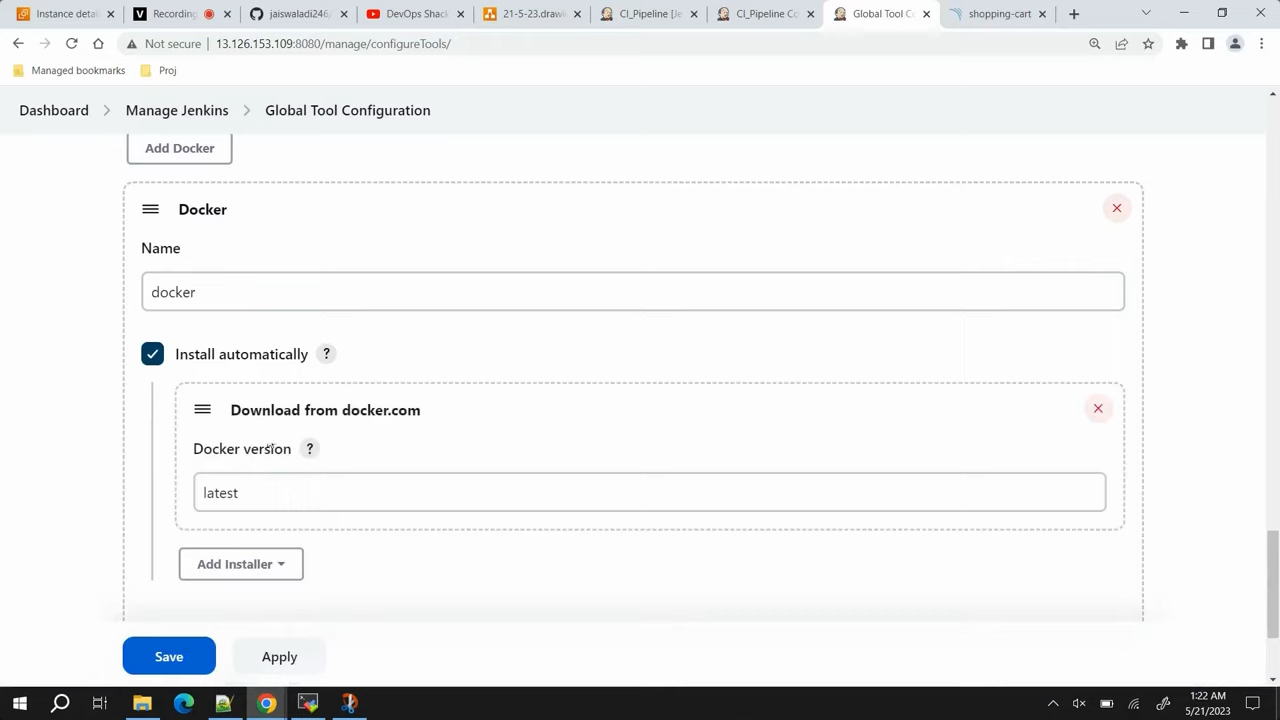 Instance detai
Recording
jaiswaladi246/
DevOps Shack
21-5-23.drawi
CI_Pipeline [Je
CI_Pipeline Co
Global Tool Co
shopping-cart
Not secure 13.126.153.109:8080/manage/configureTools/
Managed bookmarks Proj
Dashboard Manage Jenkins Global Tool Configuration
Add Docker
Docker
Name
docker
Install automatically ?
Download from docker.com
Docker version ?
latest
Add Installer
Save Apply
1:22 AM
5/21/2023